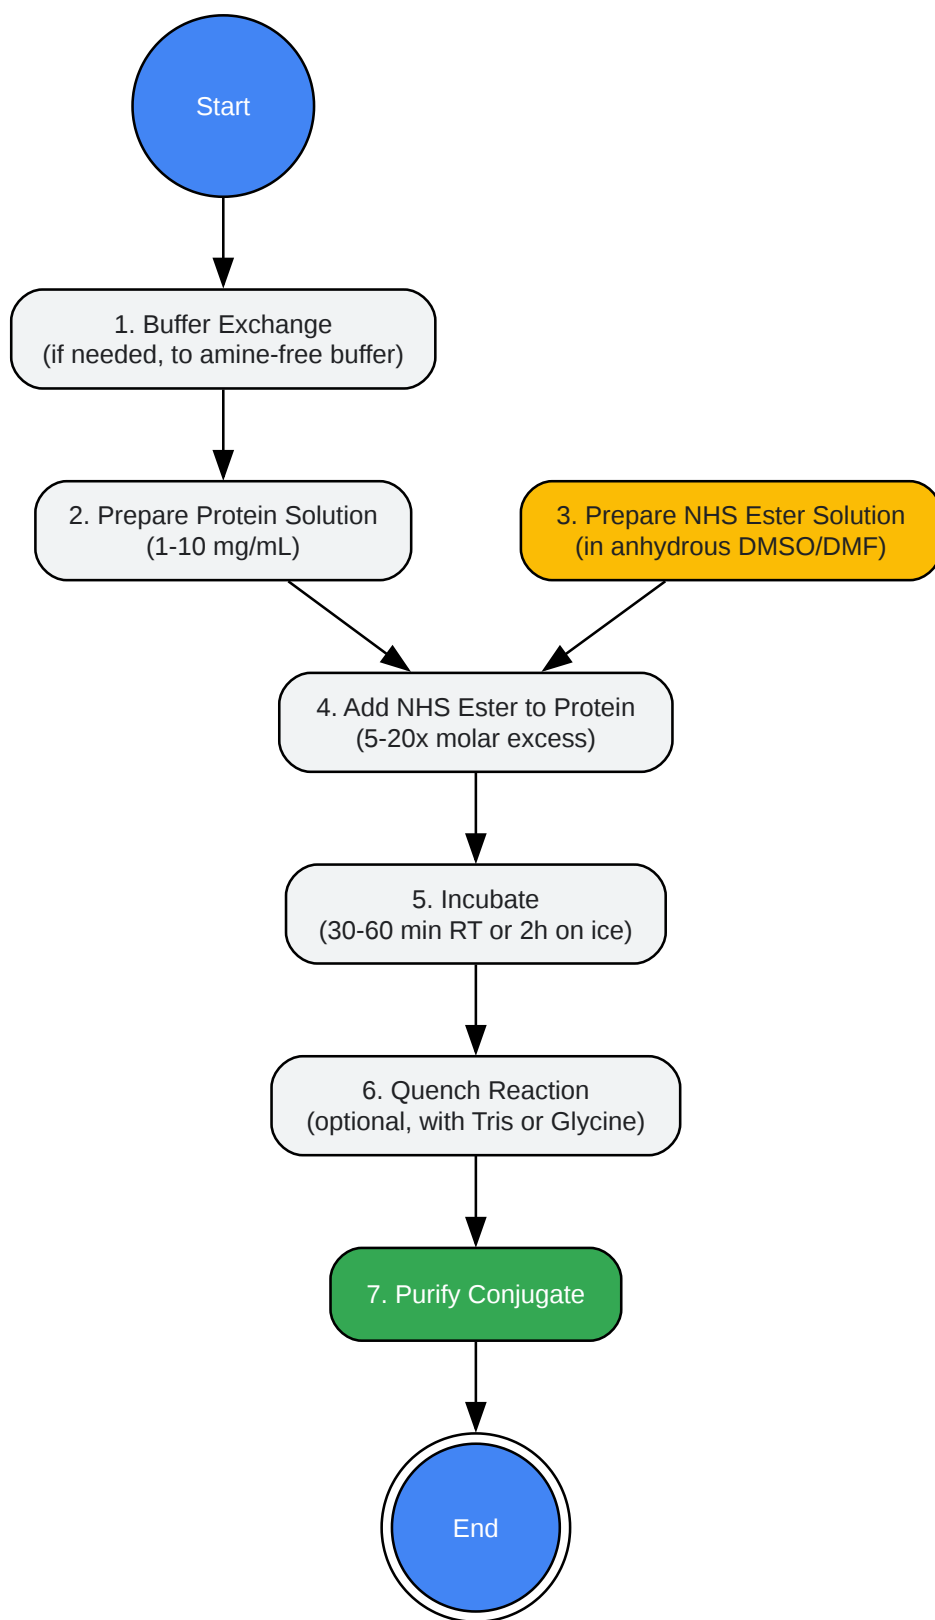 Start
1. Buffer Exchange
(if needed, to amine-free buffer)
2. Prepare Protein Solution
(1-10 mg/mL)
3. Prepare NHS Ester Solution
(in anhydrous DMSO/DMF)
4. Add NHS Ester to Protein
(5-20x molar excess)
5. Incubate
(30-60 min RT or 2h on ice)
6. Quench Reaction
(optional, with Tris or Glycine)
7. Purify Conjugate
End